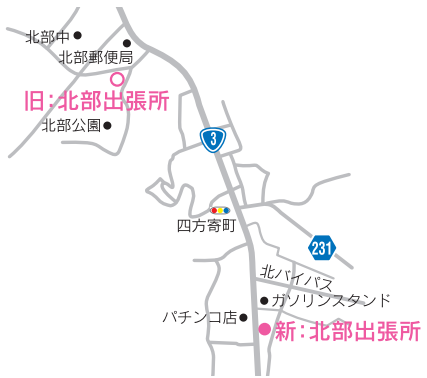 北部中
北部郵便局
旧：北部出張所
北部公園
3
四方寄町
231
北バイパス
ガソリンスタンド
パチンコ店
新：北部出張所